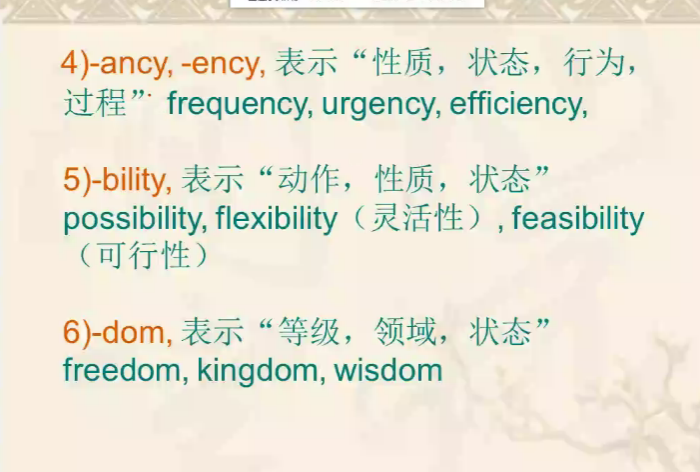 4)-ancy, -ency, 表示“性质，状态，行为，
过程” frequency, urgency, efficiency,
5)-bility, 表示“动作，性质，状态”
possibility, flexibility（灵活性）, feasibility
（可行性）
6)-dom, 表示“等级，领域，状态”
freedom, kingdom, wisdom